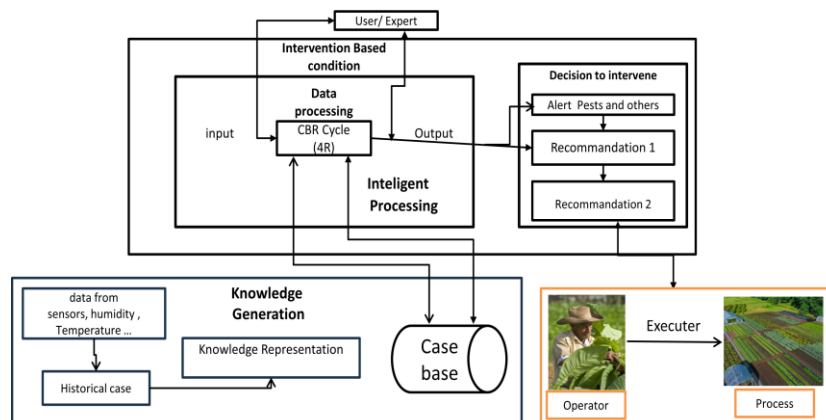 User/ Expert
Intervention Based
condition
Data
processing
input
CBR Cycle
(4R)
Output
Inteligent
Processing
Decision to intervene
Alert Pests and others
Recommandation 1
Recommandation 2
Knowledge
Generation
data from
sensors, humidity ,
Temperature ...
Historical case
Knowledge Representation
Case
base
Executer
Operator
Process